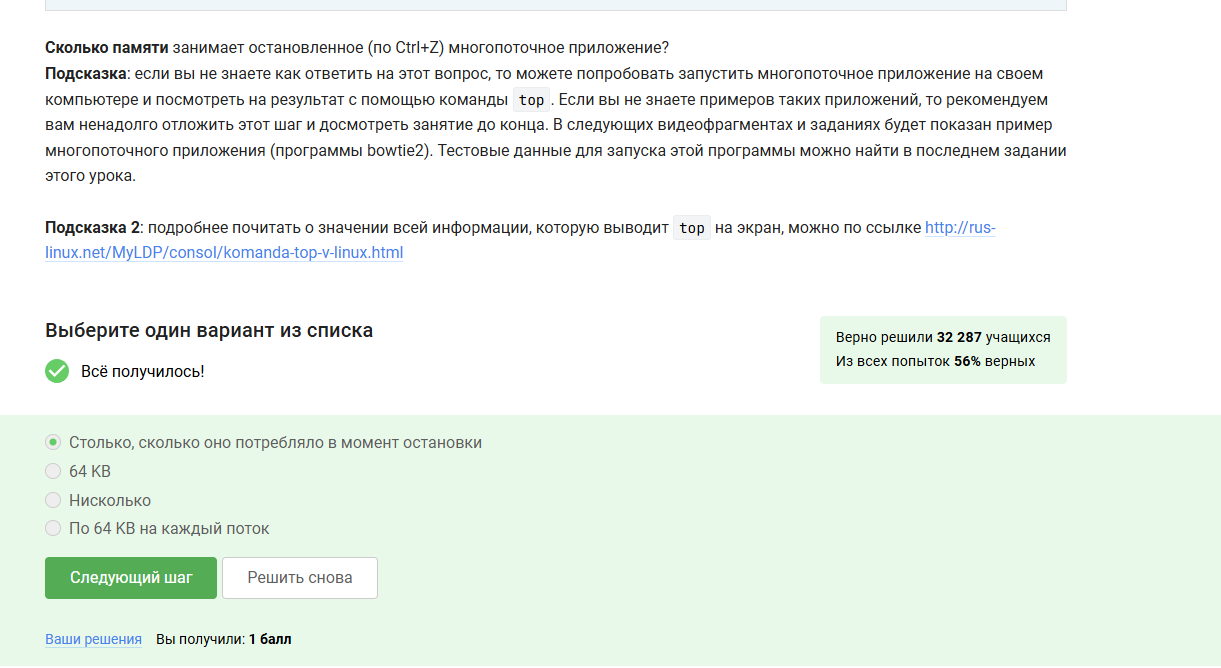 Сколько памяти занимает остановленное (по Ctrl+Z) многопоточное приложение?
Подсказка: если вы не знаете как ответить на этот вопрос, то можете попробовать запустить многопоточное приложение на своем
компьютере и посмотреть на результат с помощью команды top. Если вы не знаете примеров таких приложений, то рекомендуем
вам ненадолго отложить этот шаг и досмотреть занятие до конца. В следующих видеофрагментах и заданиях будет показан пример
многопоточного приложения (программы bowtie2). Тестовые данные для запуска этой программы можно найти в последнем задании
этого урока.
Подсказка 2: подробнее почитать о значении всей информации, которую выводит top на экран, можно по ссылке http://rus-
linux.net/MyLDP/consol/komanda-top-v-linux.html
Выберите один вариант из списка
Всё получилось!
Верно решили 32 287 учащихся
Из всех попыток 56% верных
Столько, сколько оно потребляло в момент остановки
64 KB
Нисколько
По 64 KB на каждый поток
Следующий шаг
Решить снова
Ваши решения Вы получили: 1 балл